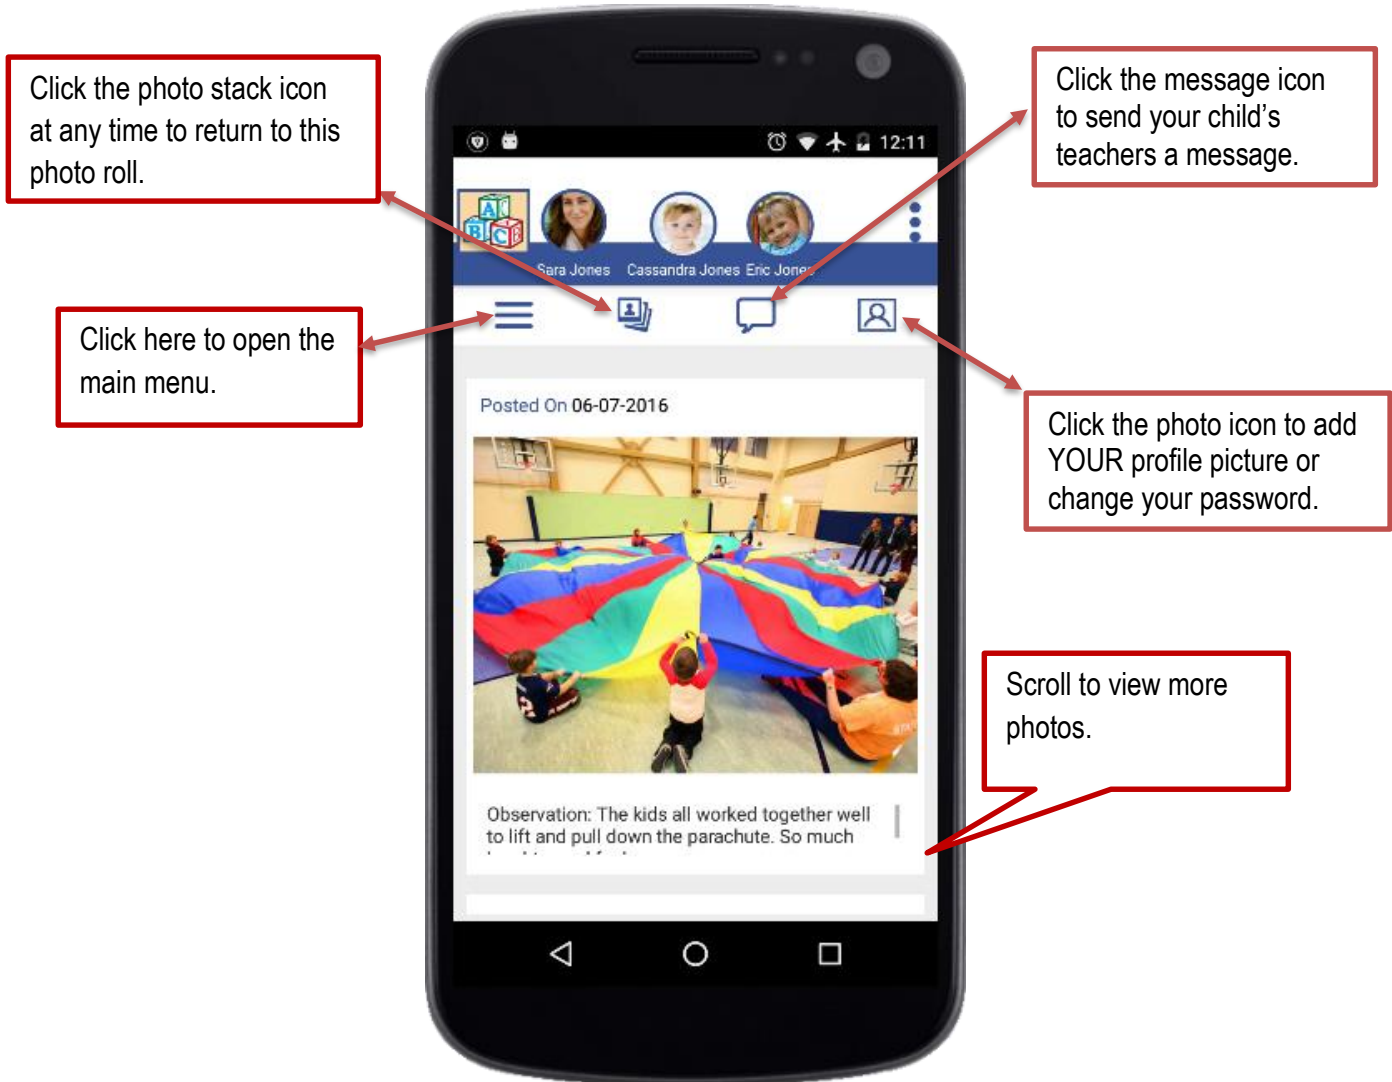 Click the photo stack icon
at any time to return to this
photo roll.
Click the message icon
to send your child's
teachers a message.
12:11
A
B C
Sara Jones Cassandra Jones Eric Jones
Click here to open the
main menu.
Posted On 06-07-2016
Click the photo icon to add
YOUR profile picture or
change your password.
2
Scroll to view more
photos.
Observation: The kids all worked together well
to lift and pull down the parachute. So much